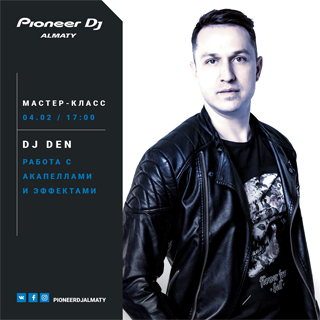 Pioneer Dj
ALMATY
МАСТЕР-КЛАСС
04.02 / 17:00
DJ DEN
РАБОТА С
АКАПЕЛЛАМИ
И ЭФФЕКТАМИ
PIONEERDJALMATY